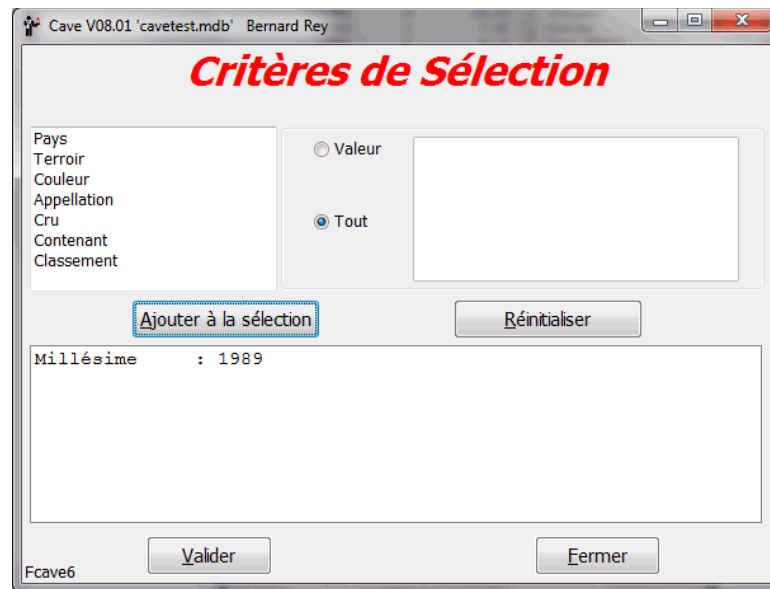 Cave V08.01 'cavetest.mdb' Bernard Rey
Critères de Sélection
Pays
Terroir
Couleur
Appellation
Cru
Contenant
Classement
Valeur
Tout
Ajouter à la sélection
Réinitialiser
Millésime : 1989
Valider
Fermer
Fcave6